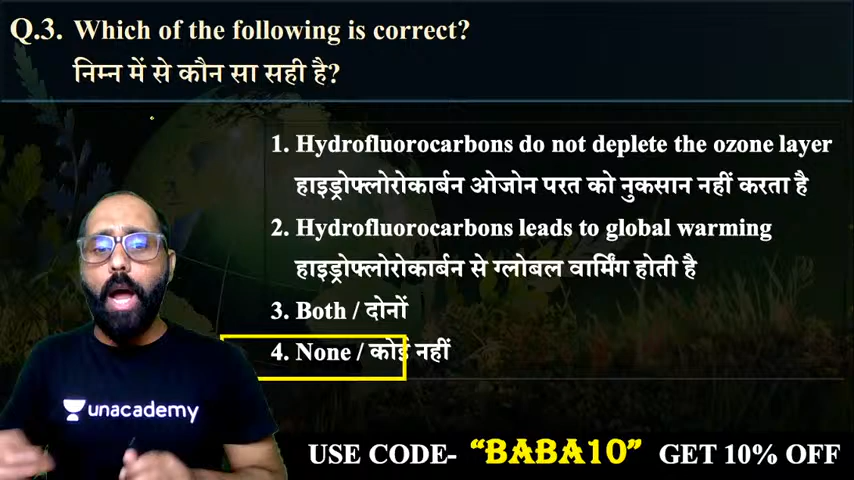 Q.3. Which of the following is correct?
निम्न में से कौन सा सही है?
1. Hydrofluorocarbons do not deplete the ozone layer
हाइड्रोफ्लोरोकार्बन ओजोन परत को नुकसान नहीं करता है
2. Hydrofluorocarbons leads to global warming
हाइड्रोफ्लोरोकार्बन से ग्लोबल वार्मिंग होती है
3. Both / दोनों
4. None / कोई नहीं
unacademy
USE CODE- “BABA10” GET 10% OFF